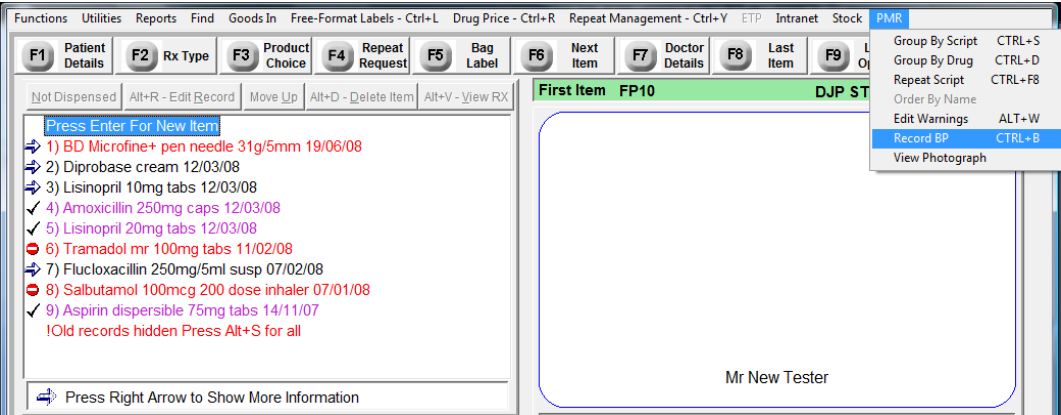 Functions Utilities Reports Find Goods In Free-Format Labels - Ctrl+L Drug Price - Ctrl+R Repeat Management - Ctrl+Y ETP Intranet Stock PMR
F1 Patient Details F2 Rx Type F3 Product Choice F4 Repeat Request F5 Bag Label F6 Next Item F7 Doctor Details F8 Last Item F9
Not Dispensed Alt+R - Edit Record Move Up Alt+D - Delete Item Alt+V - View RX
First Item FP10 DJP ST
Group By Script CTRL+S
Group By Drug CTRL+D
Repeat Script CTRL+F8
Order By Name
Edit Warnings ALT+W
Record BP CTRL+B
View Photograph
Press Enter For New Item
1) BD Microfine+ pen needle 31g/5mm 19/06/08
2) Diprobase cream 12/03/08
3) Lisinopril 10mg tabs 12/03/08
4) Amoxicillin 250mg caps 12/03/08
5) Lisinopril 20mg tabs 12/03/08
6) Tramadol mr 100mg tabs 11/02/08
7) Flucloxacillin 250mg/5ml susp 07/02/08
8) Salbutamol 100mcg 200 dose inhaler 07/01/08
9) Aspirin dispersible 75mg tabs 14/11/07
!Old records hidden Press Alt+S for all
Mr New Tester
Press Right Arrow to Show More Information